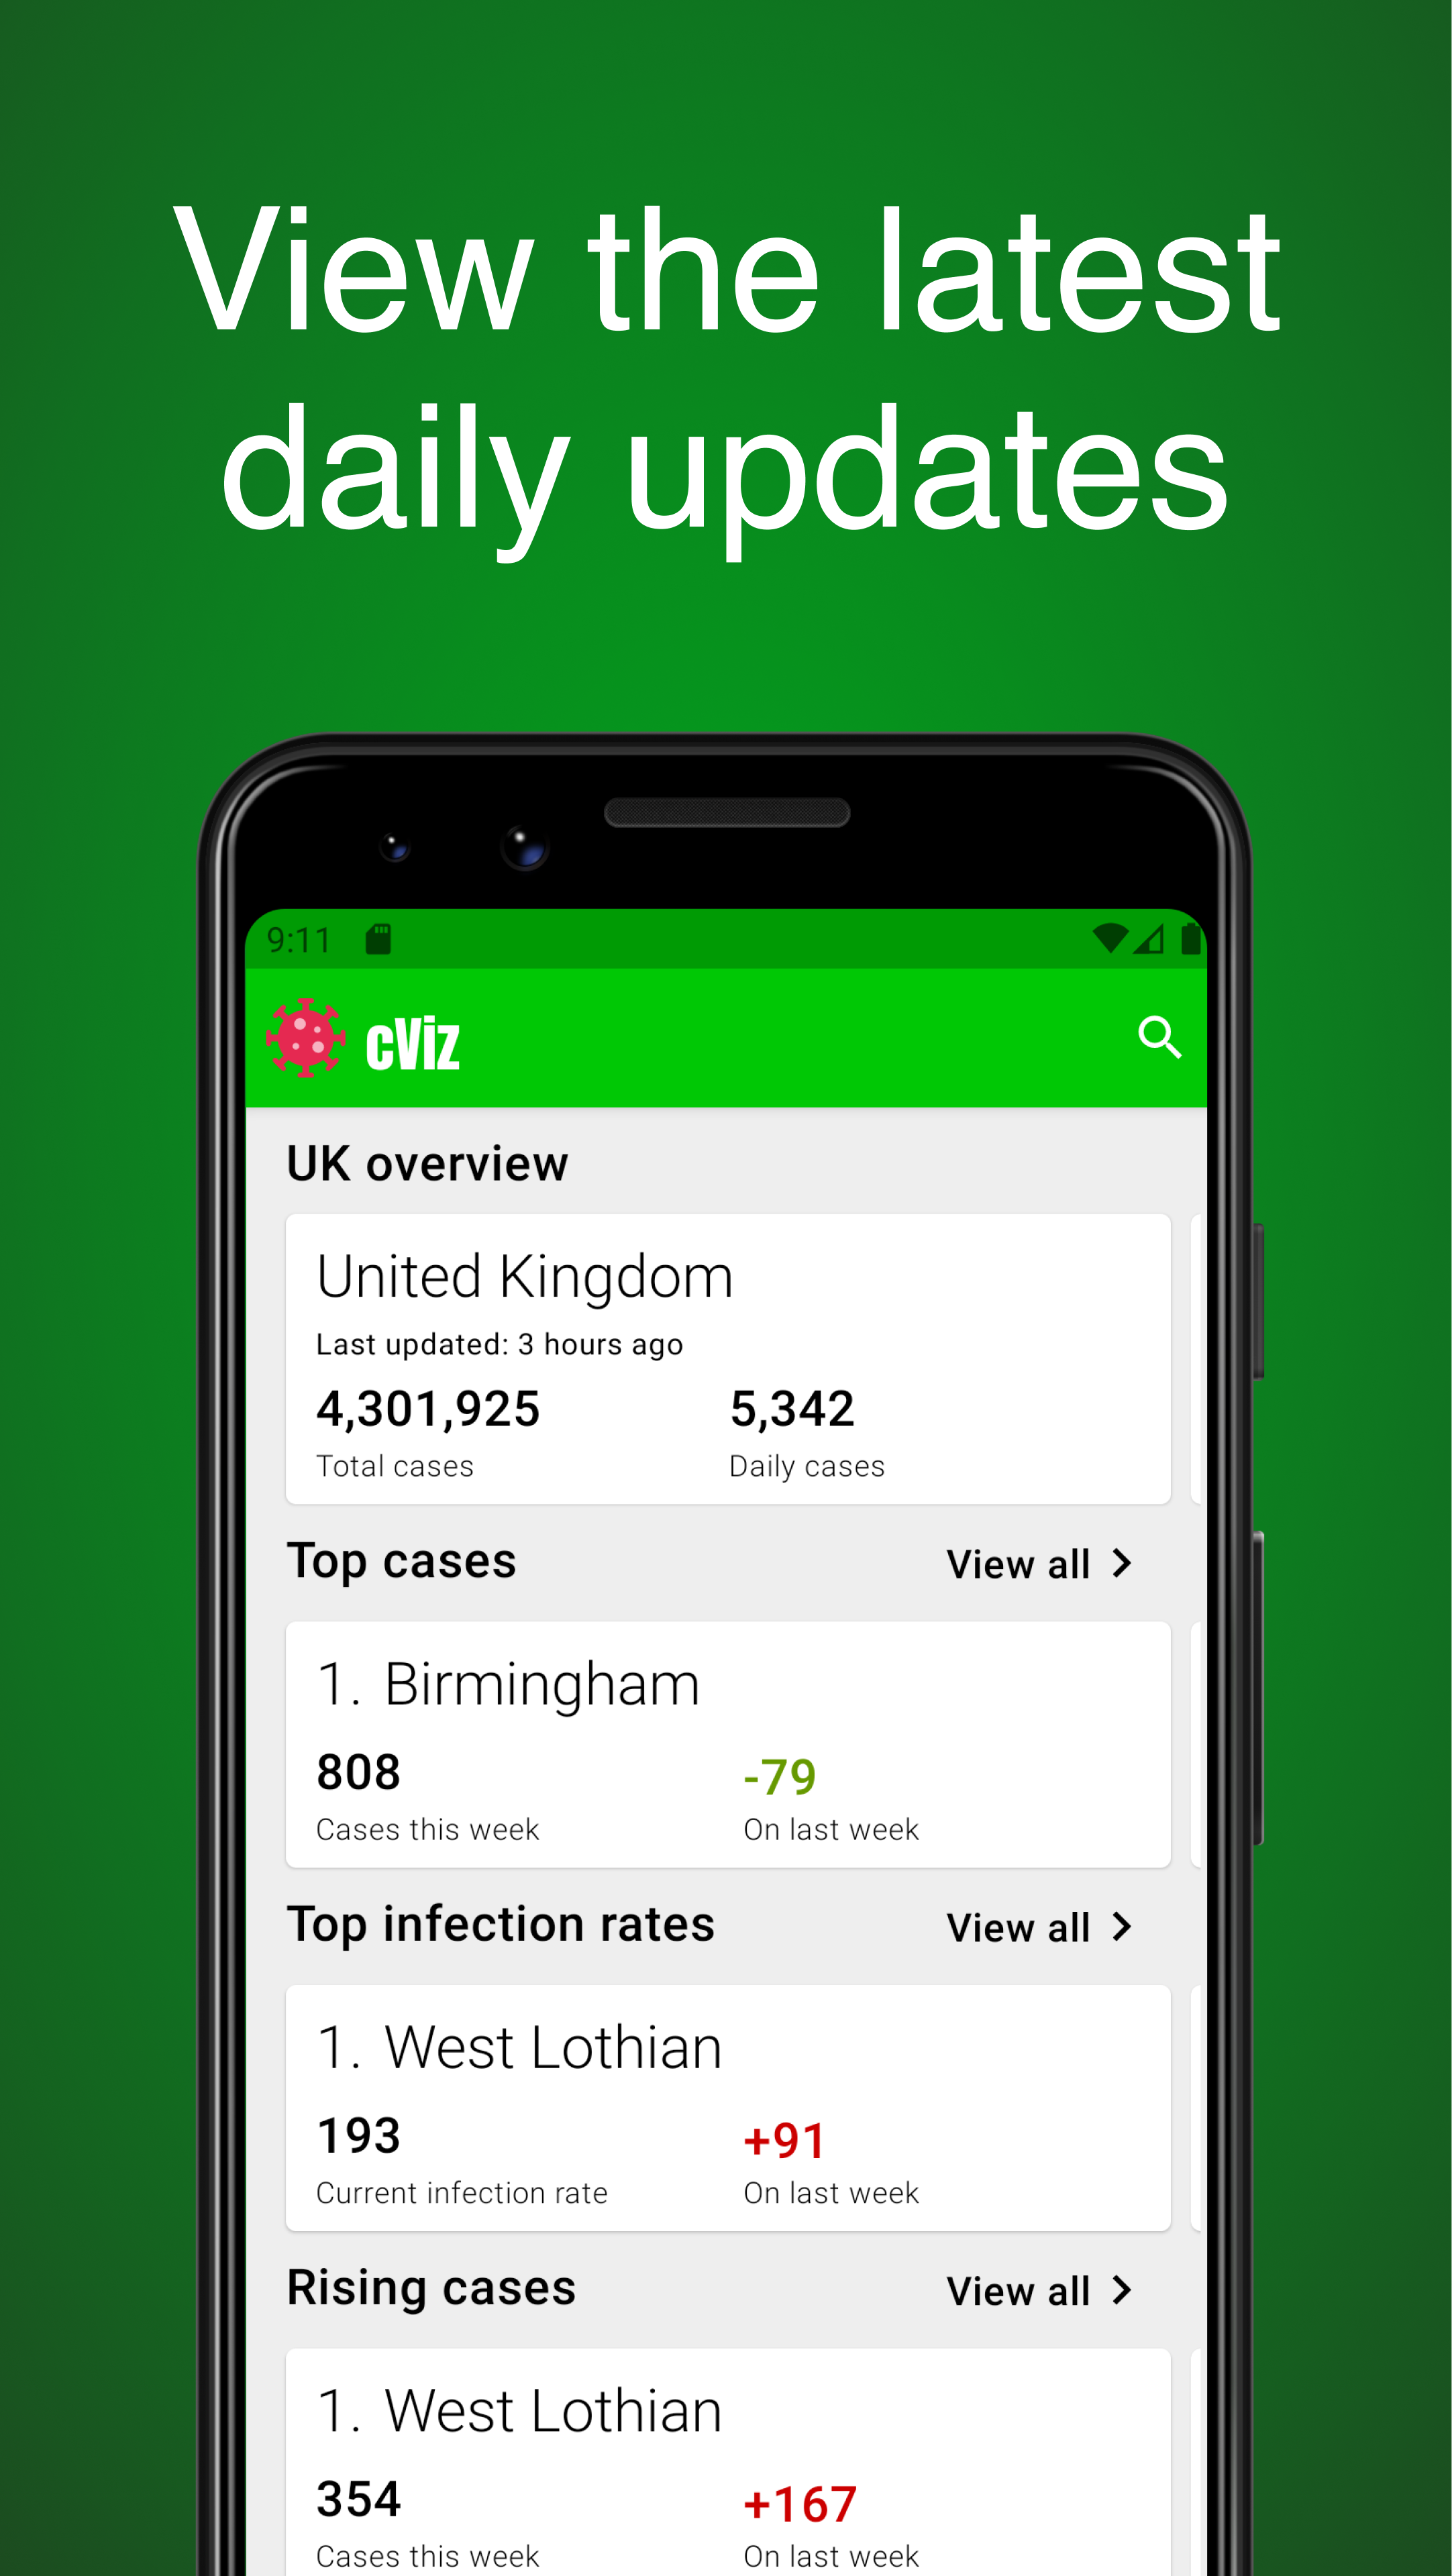 View the latest
daily updates
9:11
cViz
UK overview
United Kingdom
Last updated: 3 hours ago
4,301,925 5,342
Total cases Daily cases
Top cases View all
1. Birmingham
808 -79
Cases this week On last week
Top infection rates View all
1. West Lothian
193 +91
Current infection rate On last week
Rising cases View all
1. West Lothian
354 +167
Cases this week On last week